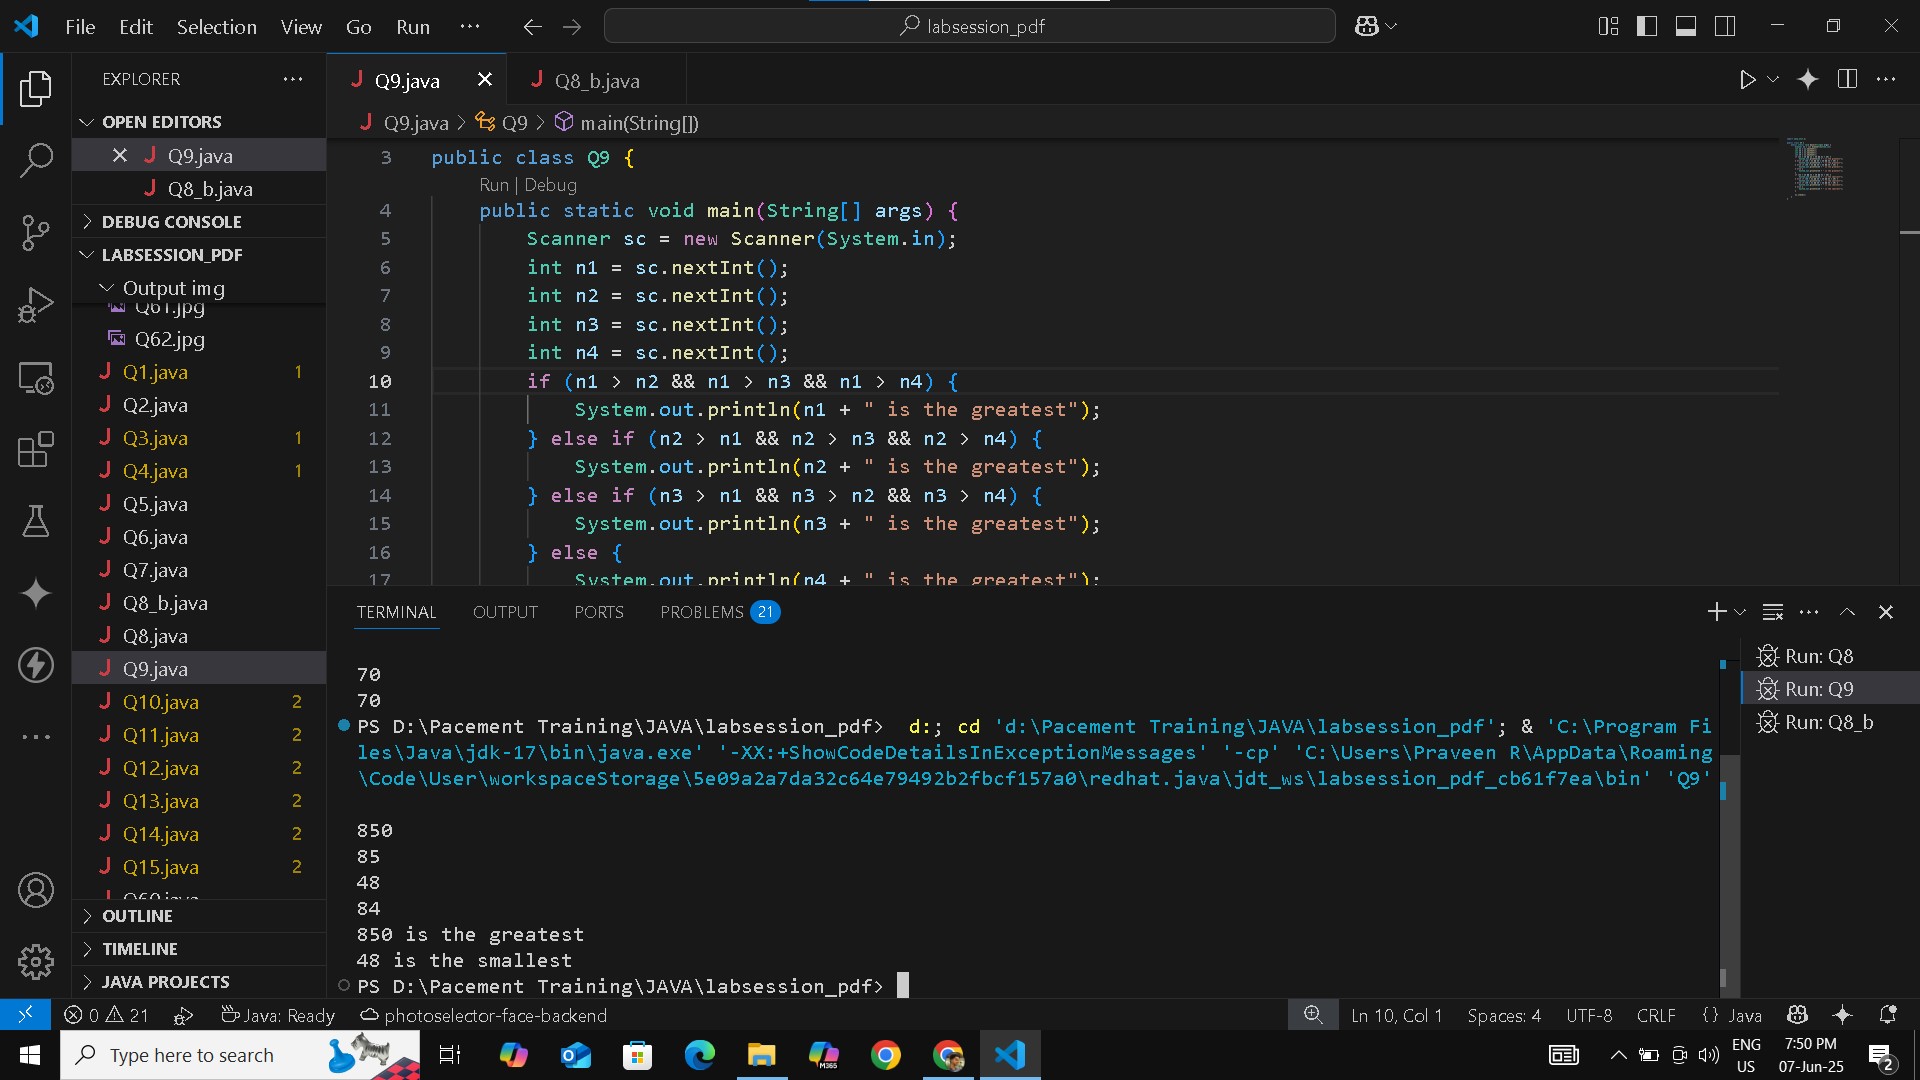 File Edit Selection View Go Run ··· labsession_pdf
EXPLORER ···
OPEN EDITORS
Q9.java
Q8_b.java
DEBUG CONSOLE
LABSESSION_PDF
Output img
Q61.jpg
Q62.jpg
Q1.java 1
Q2.java
Q3.java 1
Q4.java 1
Q5.java
Q6.java
Q7.java
Q8_b.java
Q8.java
Q9.java
Q10.java 2
Q11.java 2
Q12.java 2
Q13.java 2
Q14.java 2
Q15.java 2
Q60.java
OUTLINE
TIMELINE
JAVA PROJECTS
Q9.java Q8_b.java
Q9.java > Q9 > main(String[])
3 public class Q9 {
Run | Debug
4 public static void main(String[] args) {
5 Scanner sc = new Scanner(System.in);
6 int n1 = sc.nextInt();
7 int n2 = sc.nextInt();
8 int n3 = sc.nextInt();
9 int n4 = sc.nextInt();
10 if (n1 > n2 && n1 > n3 && n1 > n4) {
11 System.out.println(n1 + " is the greatest");
12 } else if (n2 > n1 && n2 > n3 && n2 > n4) {
13 System.out.println(n2 + " is the greatest");
14 } else if (n3 > n1 && n3 > n2 && n3 > n4) {
15 System.out.println(n3 + " is the greatest");
16 } else {
17 System.out.println(n4 + " is the greatest");
TERMINAL OUTPUT PORTS PROBLEMS 21
70
70
PS D:\Pacement Training\JAVA\labsession_pdf> d:; cd 'd:\Pacement Training\JAVA\labsession_pdf'; & 'C:\Program Fi
les\Java\jdk-17\bin\java.exe' '-XX:+ShowCodeDetailsInExceptionMessages' '-cp' 'C:\Users\Praveen R\AppData\Roaming
\Code\User\workspaceStorage\5e09a2a7da32c64e79492b2fbcf157a0\redhat.java\jdt_ws\labsession_pdf_cb61f7ea\bin' 'Q9'
850
85
48
84
850 is the greatest
48 is the smallest
PS D:\Pacement Training\JAVA\labsession_pdf>
Run: Q8
Run: Q9
Run: Q8_b
0 21 Java: Ready photoselector-face-backend Ln 10, Col 1 Spaces: 4 UTF-8 CRLF {} Java
Type here to search M365 ENG US 7:50 PM 07-Jun-25 2